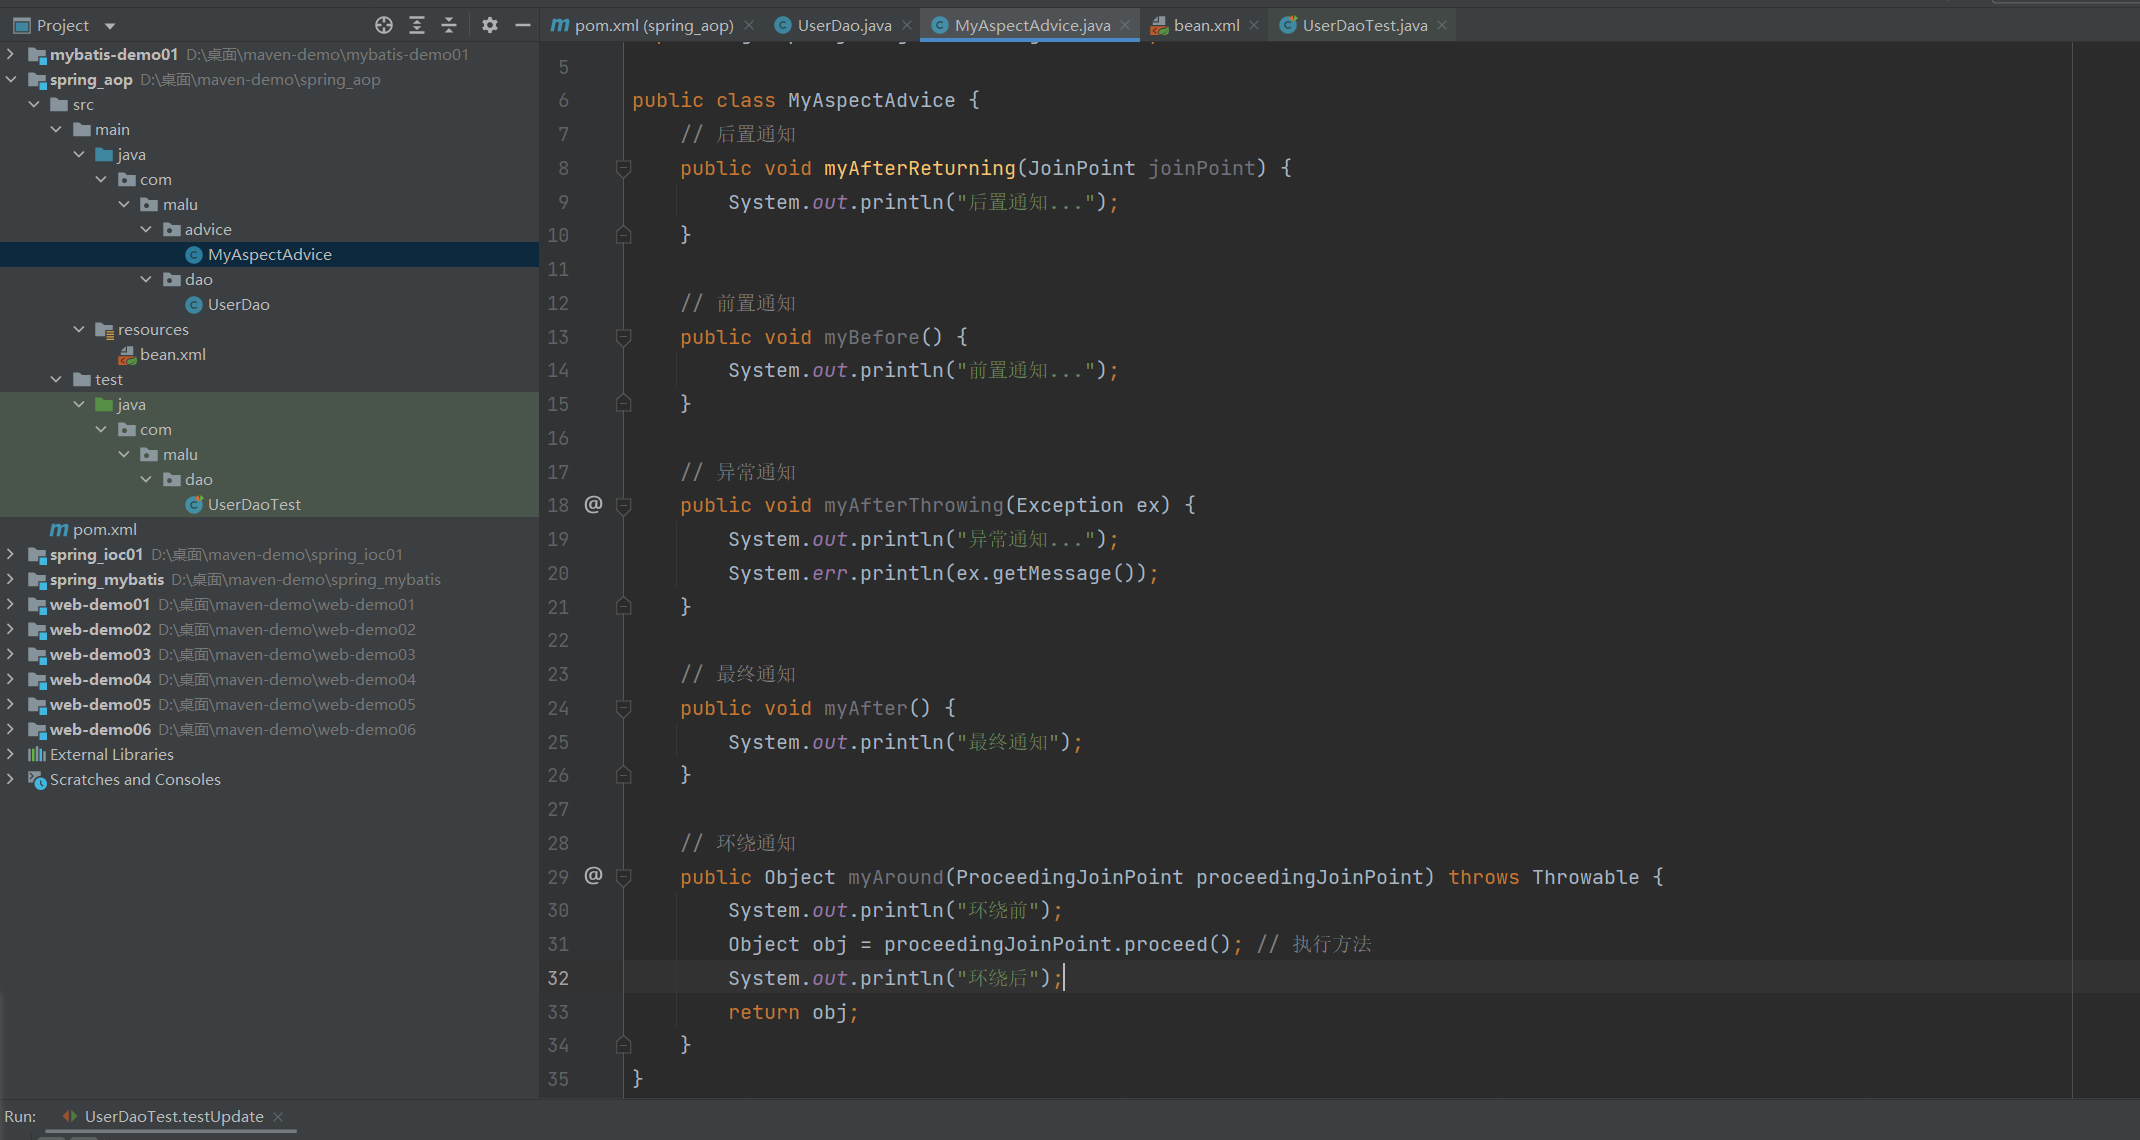 Project
mybatis-demo01 D:\桌面\maven-demo\mybatis-demo01
spring_aop D:\桌面\maven-demo\spring_aop
src
main
java
com
malu
advice
MyAspectAdvice
dao
UserDao
resources
bean.xml
test
java
com
malu
dao
UserDaoTest
pom.xml
spring_ioc01 D:\桌面\maven-demo\spring_ioc01
spring_mybatis D:\桌面\maven-demo\spring_mybatis
web-demo01 D:\桌面\maven-demo\web-demo01
web-demo02 D:\桌面\maven-demo\web-demo02
web-demo03 D:\桌面\maven-demo\web-demo03
web-demo04 D:\桌面\maven-demo\web-demo04
web-demo05 D:\桌面\maven-demo\web-demo05
web-demo06 D:\桌面\maven-demo\web-demo06
External Libraries
Scratches and Consoles
pom.xml (spring_aop) UserDao.java MyAspectAdvice.java bean.xml UserDaoTest.java
5
6 public class MyAspectAdvice {
7 // 后置通知
8 public void myAfterReturning(JoinPoint joinPoint) {
9 System.out.println("后置通知...");
10 }
11
12 // 前置通知
13 public void myBefore() {
14 System.out.println("前置通知...");
15 }
16
17 // 异常通知
18 @ public void myAfterThrowing(Exception ex) {
19 System.out.println("异常通知...");
20 System.err.println(ex.getMessage());
21 }
22
23 // 最终通知
24 public void myAfter() {
25 System.out.println("最终通知");
26 }
27
28 // 环绕通知
29 @ public Object myAround(ProceedingJoinPoint proceedingJoinPoint) throws Throwable {
30 System.out.println("环绕前");
31 Object obj = proceedingJoinPoint.proceed(); // 执行方法
32 System.out.println("环绕后");
33 return obj;
34 }
35 }
Run: UserDaoTest.testUpdate